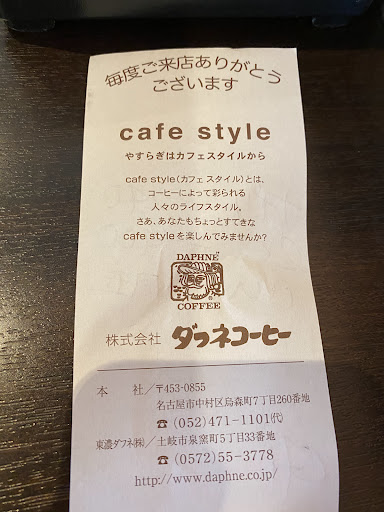 毎度ご来店ありがとう
ございます
cafe style
やすらぎはカフェスタイルから
cafe style(カフェ スタイル)とは、
コーヒーによって彩られる
人々のライフスタイル。
さあ、あなたもちょっとすてきな
cafe styleを楽しんでみませんか?
DAPHNE
COFFEE
株式会社 ダフネコーヒー
本 社/〒453-0855
名古屋市中村区烏森町7丁目260番地
☎(052)471-1101(代)
東濃ダフネ㈱/土岐市泉窯町5丁目33番地
☎(0572)55-3778
http://www.daphne.co.jp/